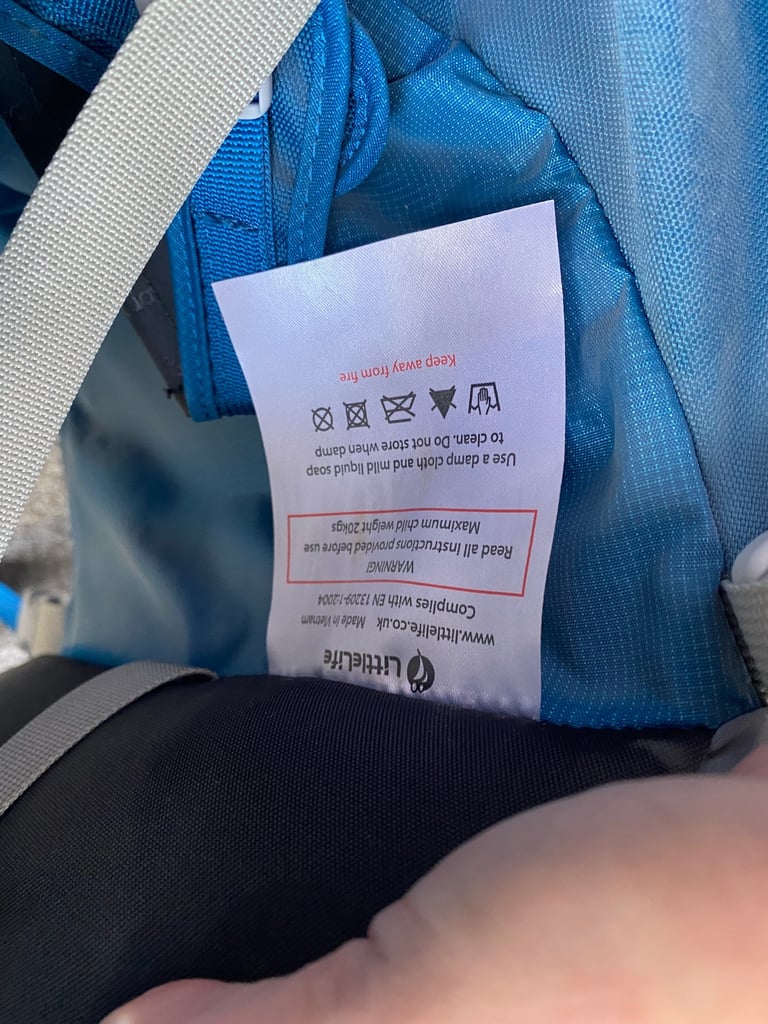 LittleLife
www.littlelife.co.uk Made in Vietnam
Complies with EN 13209-1:2004
WARNING!
Read all Instructions provided before use
Maximum child weight 20kgs
Use a damp cloth and mild liquid soap
to clean. Do not store when damp
Keep away from fire